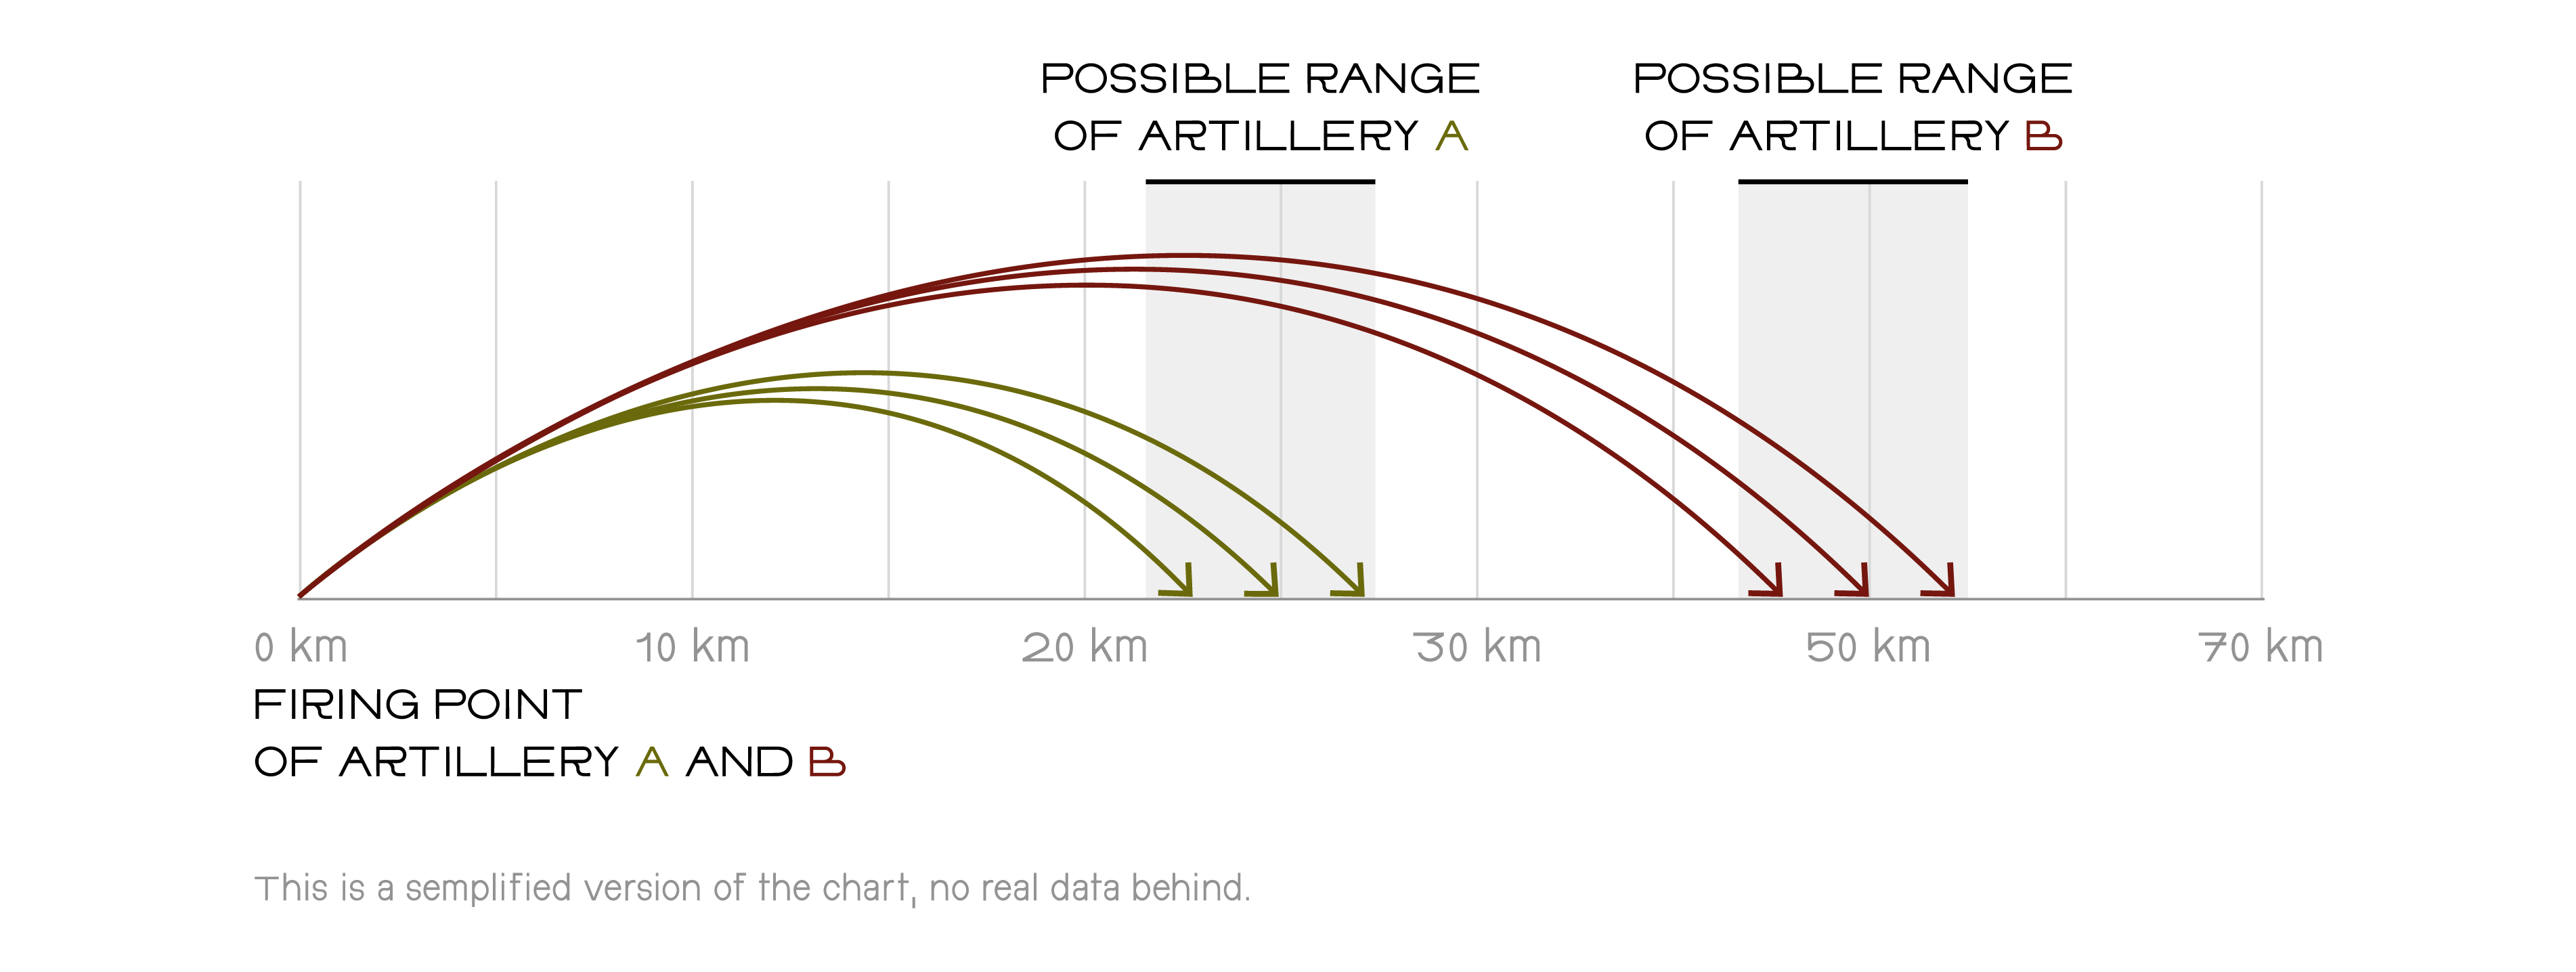 POSSIBLE RANGE
OF ARTILLERY A
POSSIBLE RANGE
OF ARTILLERY B
0 km
10 km
20 km
30 km
50 km
70 km
FIRING POINT
OF ARTILLERY A AND B
This is a semplified version of the chart, no real data behind.